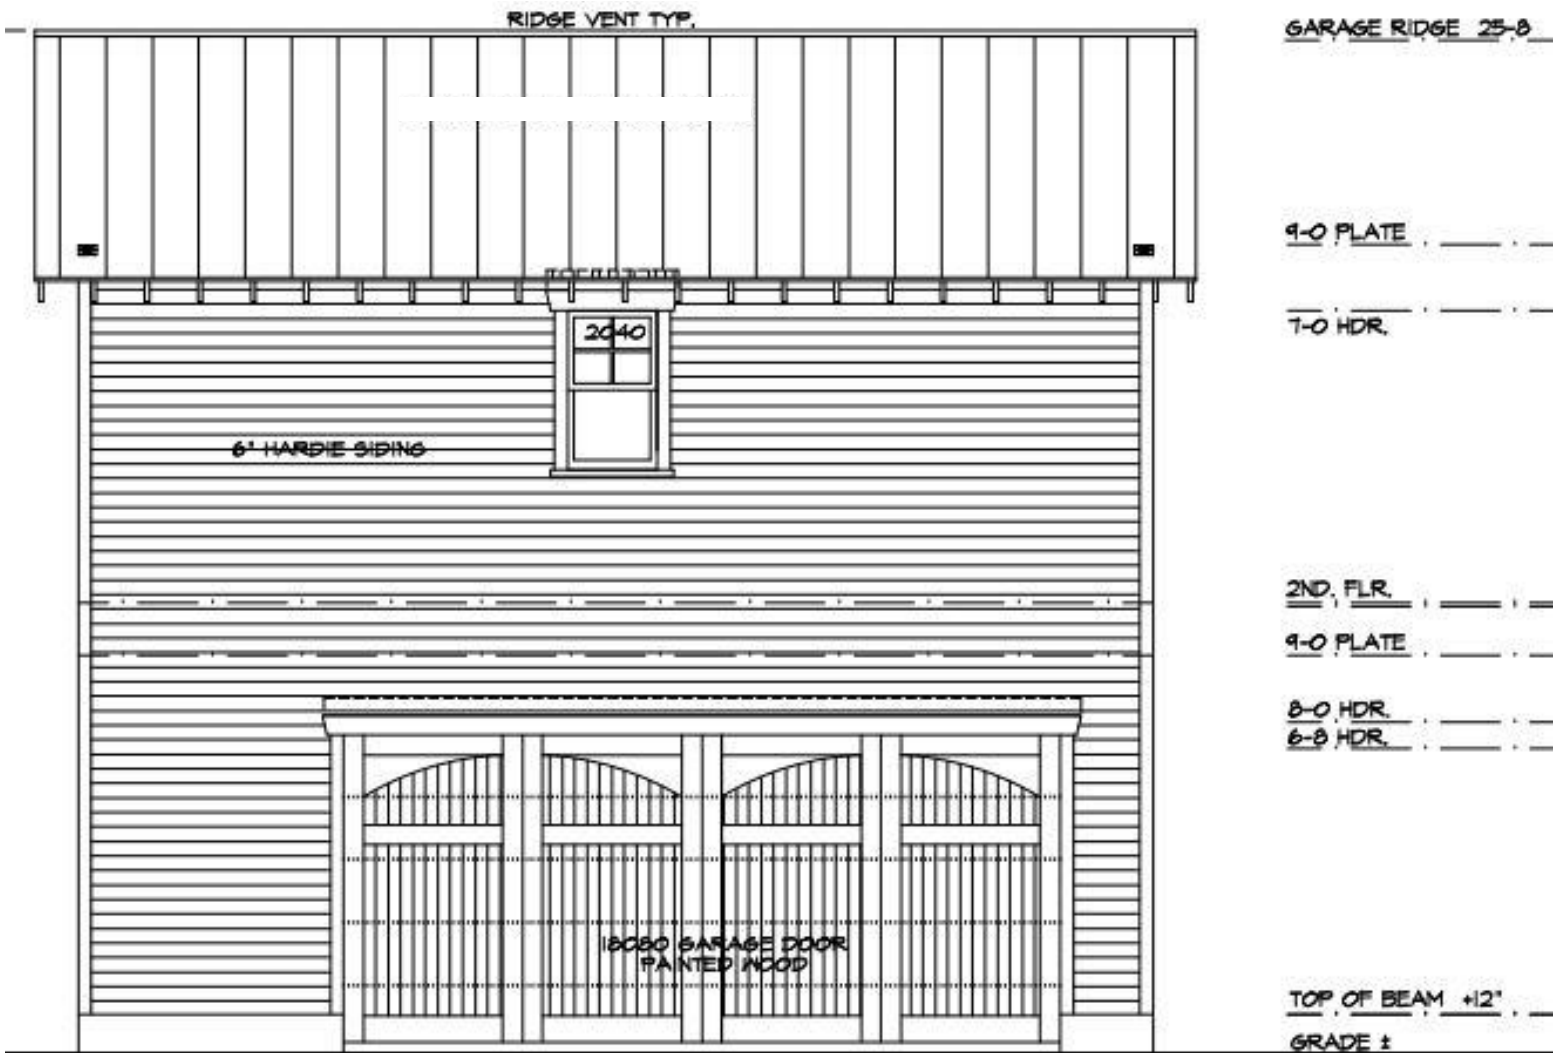 RIDGE VENT TYP.
GARAGE RIDGE 25-8
9-0 PLATE
7-0 HDR.
2040
6" HARDIE SIDING
2ND. FLR.
9-0 PLATE
8-0 HDR.
6-8 HDR.
18080 GARAGE DOOR
PAINTED WOOD
TOP OF BEAM +12"
GRADE ±